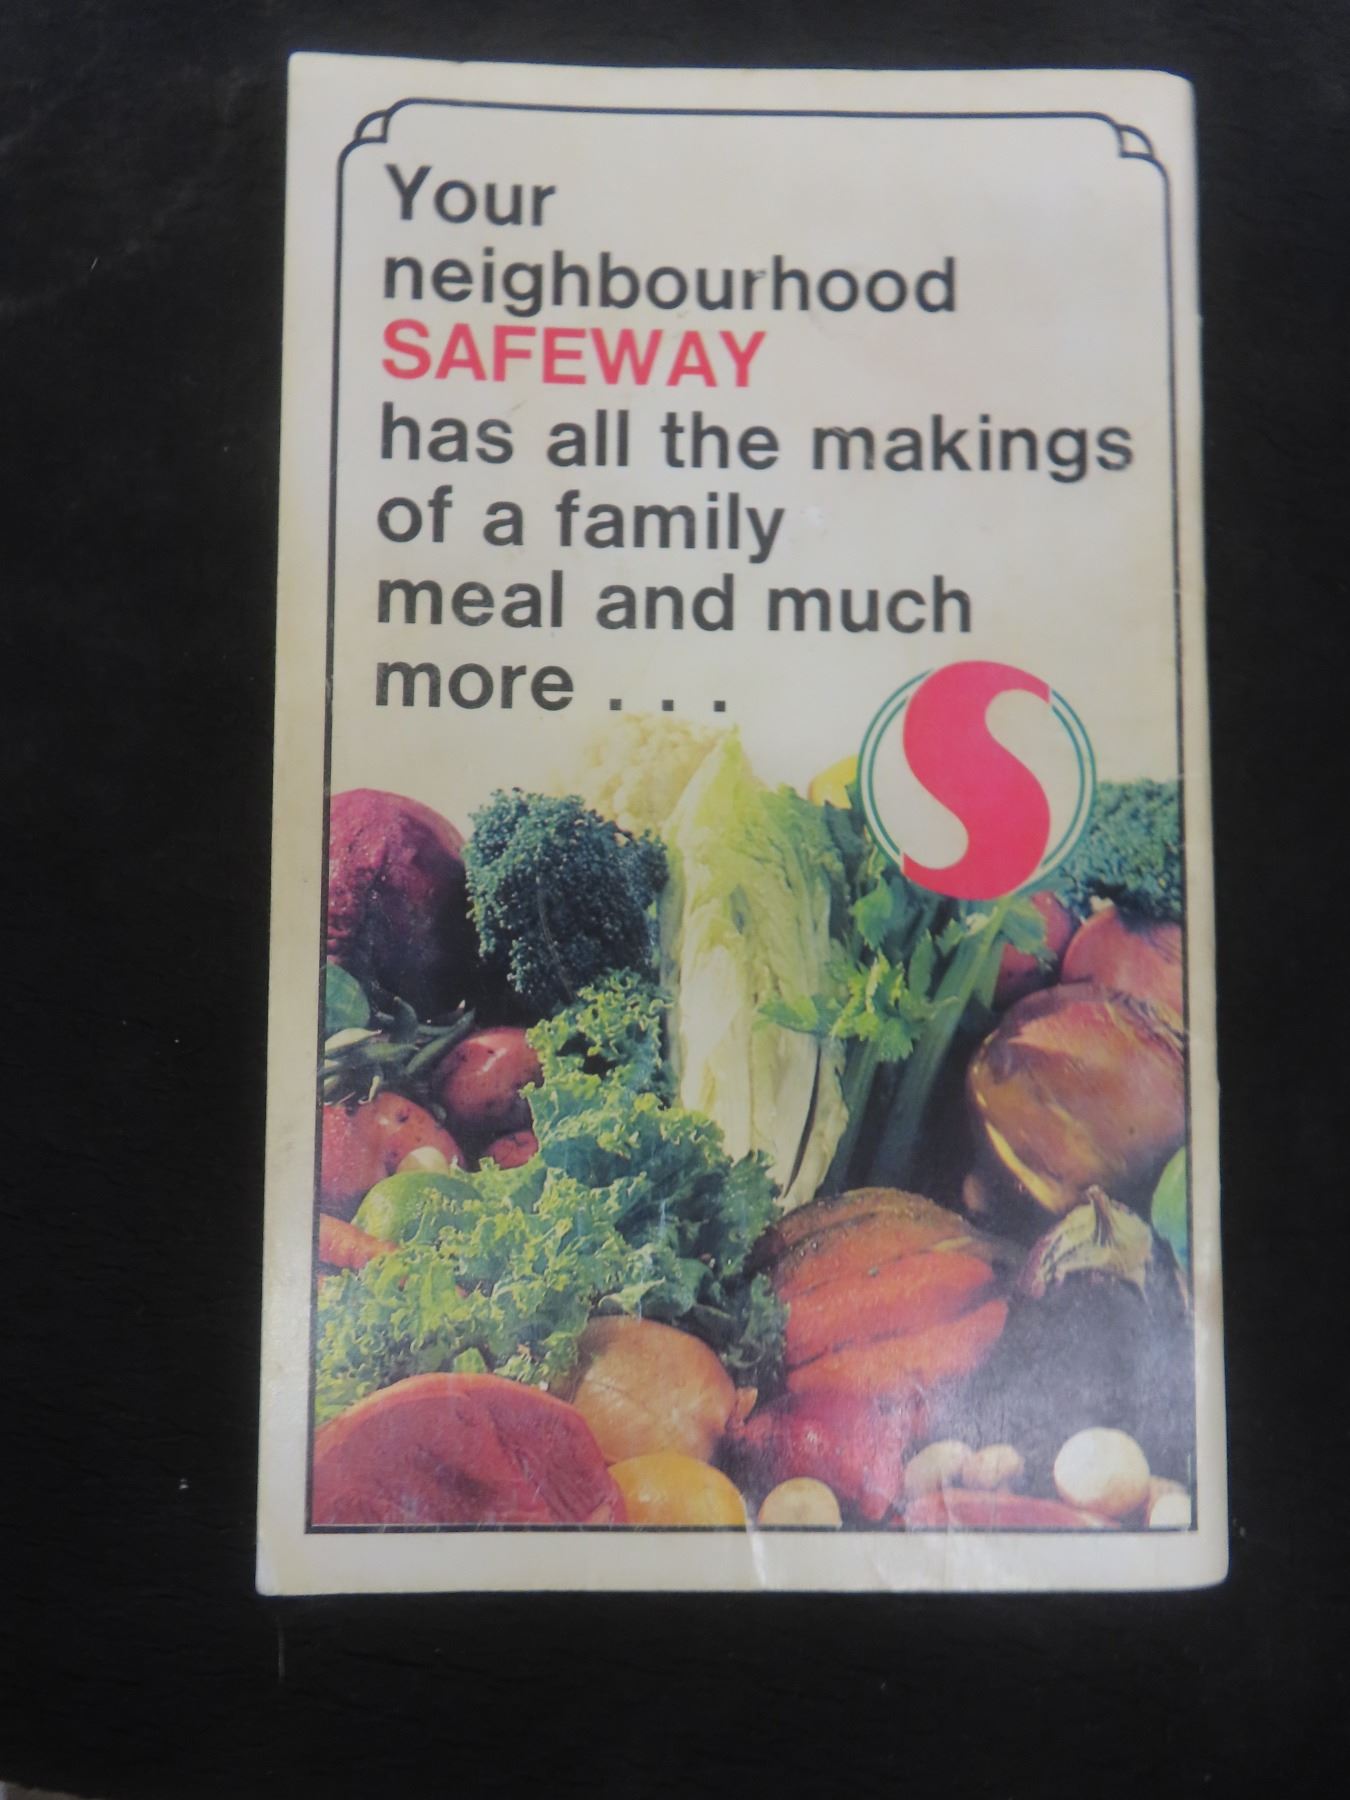 Your
neighbourhood
SAFEWAY
has all the makings
of a family
meal and much
more . . .